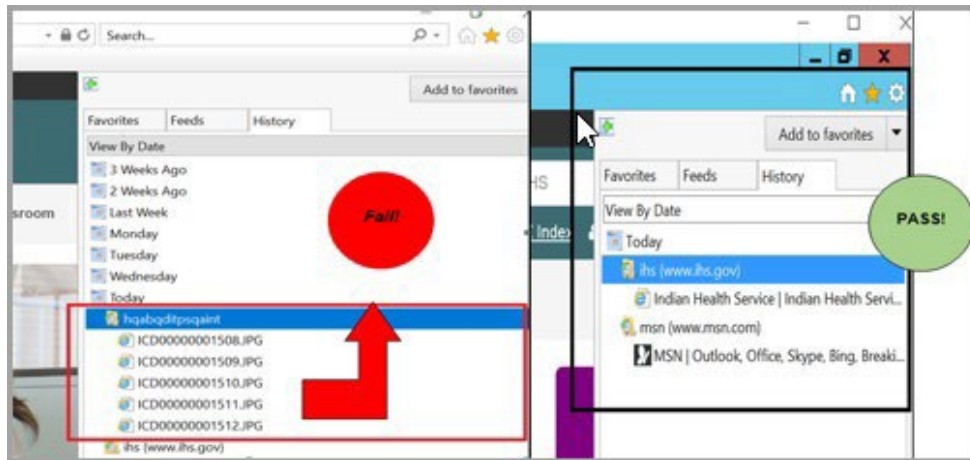 Search...
Add to favorites
Favorites Feeds History
View By Date
3 Weeks Ago
2 Weeks Ago
Last Week
Monday
Tuesday
Wednesday
Today
hqabqditpsqaint
ICD00000001508.JPG
ICD00000001509.JPG
ICD00000001510.JPG
ICD00000001511.JPG
ICD00000001512.JPG
ihs (www.ihs.gov)
sroom
Fail!
HS
Index
X
Add to favorites
Favorites Feeds History
View By Date
Today
ihs (www.ihs.gov)
Indian Health Service | Indian Health Servi...
msn (www.msn.com)
MSN | Outlook, Office, Skype, Bing, Breaki...
PASS!